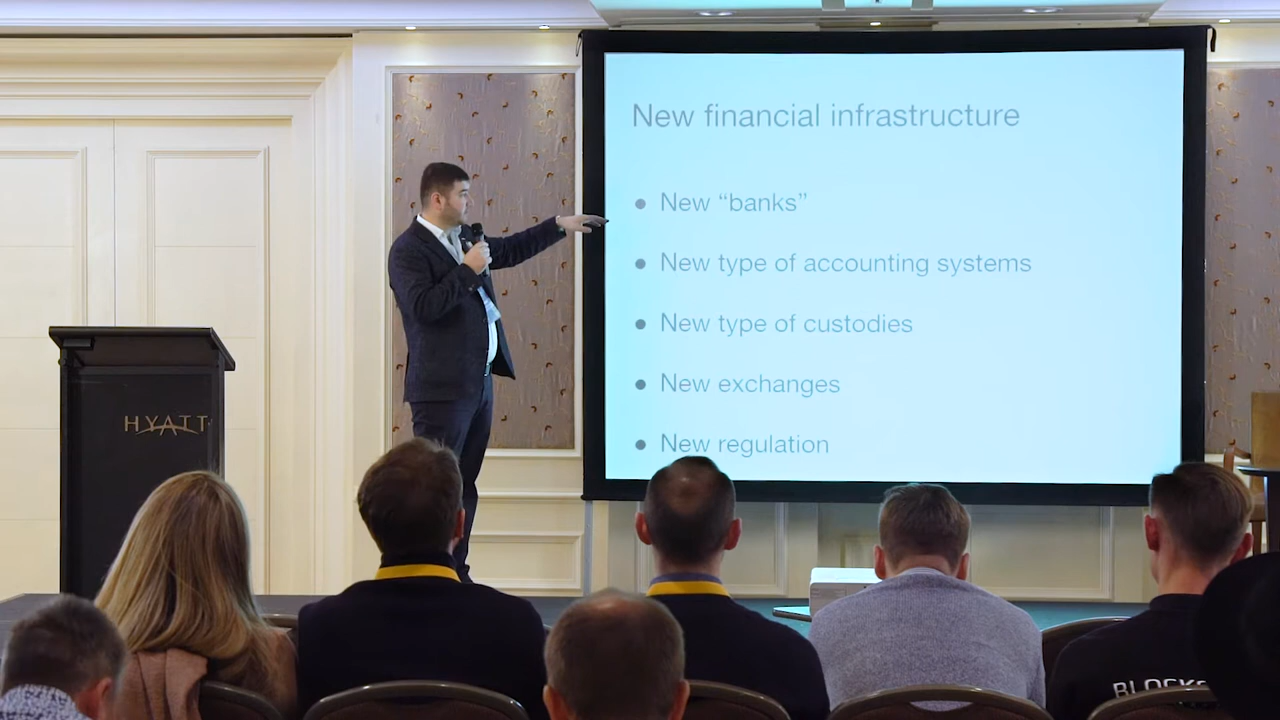 New financial infrastructure
New “banks”
New type of accounting systems
New type of custodies
New exchanges
New regulation
HYATT